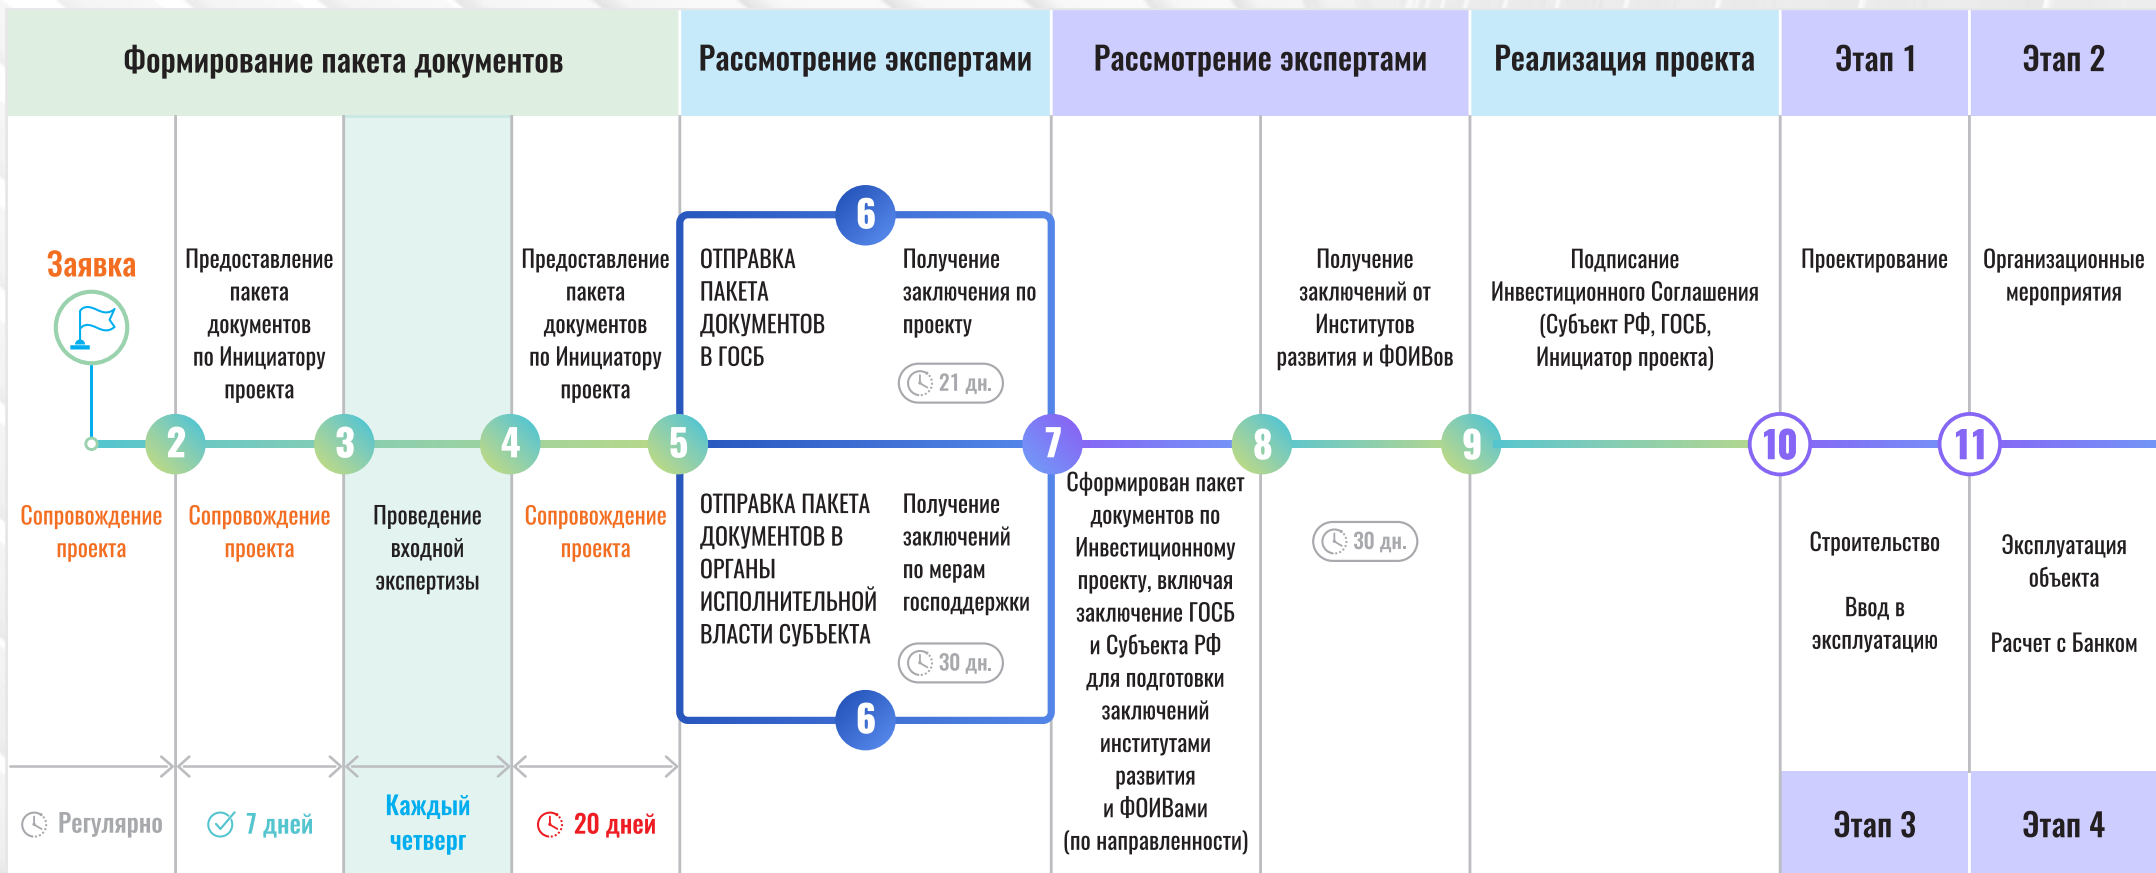 Формирование пакета документов
Рассмотрение экспертами
Рассмотрение экспертами
Реализация проекта
Этап 1
Этап 2
Заявка
Сопровождение
проекта
Регулярно
2
Предоставление
пакета
документов
по Инициатору
проекта
Сопровождение
проекта
7 дней
3
Проведение
входной
экспертизы
Каждый
четверг
4
Предоставление
пакета
документов
по Инициатору
проекта
Сопровождение
проекта
20 дней
5
6
ОТПРАВКА
ПАКЕТА
ДОКУМЕНТОВ
В ГОСБ
Получение
заключения по
проекту
21 дн.
ОТПРАВКА ПАКЕТА
ДОКУМЕНТОВ В
ОРГАНЫ
ИСПОЛНИТЕЛЬНОЙ
ВЛАСТИ СУБЪЕКТА
Получение
заключений
по мерам
господдержки
30 дн.
6
7
Сформирован пакет
документов по
Инвестиционному
проекту, включая
заключение ГОСБ
и Субъекта РФ
для подготовки
заключений
институтами
развития
и ФОИВами
(по направленности)
8
Получение
заключений от
Институтов
развития и ФОИВов
30 дн.
9
Подписание
Инвестиционного Соглашения
(Субъект РФ, ГОСБ,
Инициатор проекта)
10
Проектирование
Строительство
Ввод в
эксплуатацию
11
Организационные
мероприятия
Эксплуатация
объекта
Расчет с Банком
Этап 3
Этап 4